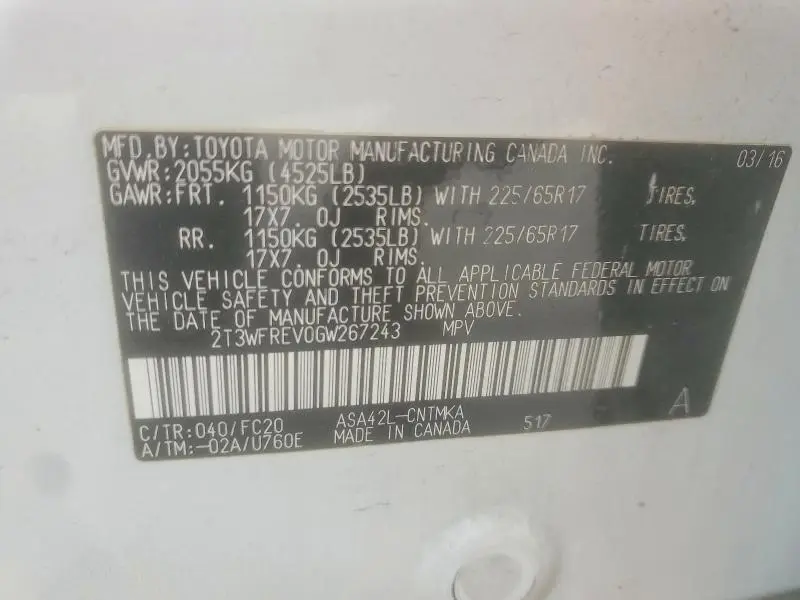 MFD.BY:TOYOTA MOTOR MANUFACTURING CANADA INC. 03/16
GVWR:2055KG (4525LB)
GAWR:FRT. 1150KG (2535LB) WITH 225/65R17 TIRES,
17X7.0J RIMS.
RR. 1150KG (2535LB) WITH 225/65R17 TIRES,
17X7.0J RIMS.
THIS VEHICLE CONFORMS TO ALL APPLICABLE FEDERAL MOTOR
VEHICLE SAFETY AND THEFT PREVENTION STANDARDS IN EFFECT ON
THE DATE OF MANUFACTURE SHOWN ABOVE.
2T3WFREV0GW267243 MPV
C/TR:040/FC20 ASA42L-CNTMKA A
A/TM:-02A/U760E MADE IN CANADA 517